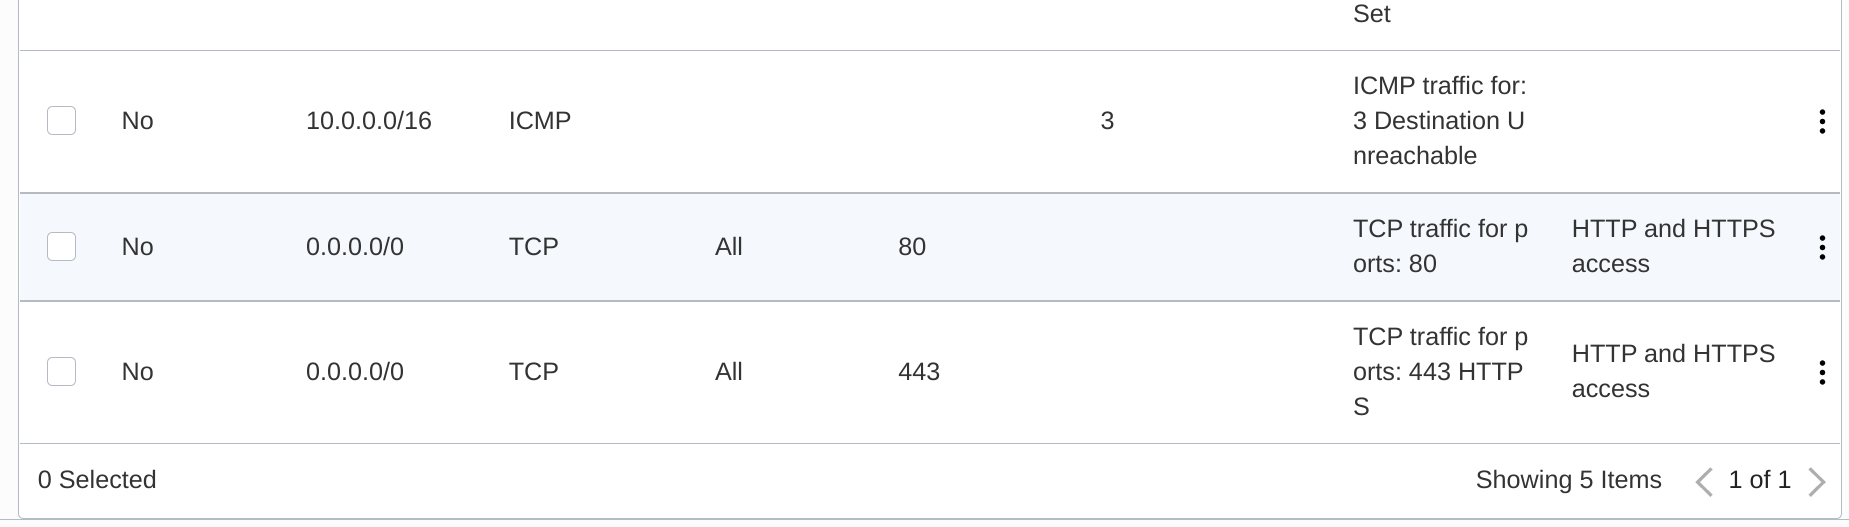 Set
No 10.0.0.0/16 ICMP 3 ICMP traffic for:
3 Destination U
nreachable
No 0.0.0.0/0 TCP All 80 TCP traffic for p
orts: 80
HTTP and HTTPS
access
No 0.0.0.0/0 TCP All 443 TCP traffic for p
orts: 443 HTTP
S
HTTP and HTTPS
access
0 Selected
Showing 5 Items 1 of 1